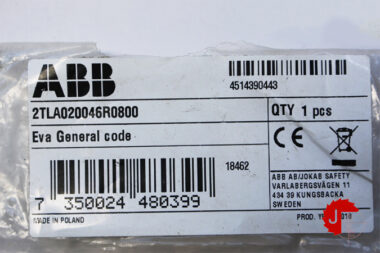 ABB
4514390443
2TLA020046R0800
QTY 1 pcs
Eva General code
18462
7 350024 480399
ABB AB/JOKAB SAFETY
VARLABERGSVÄGEN 11
434 39 KUNGSBACKA
SWEDEN
MADE IN POLAND
PROD.